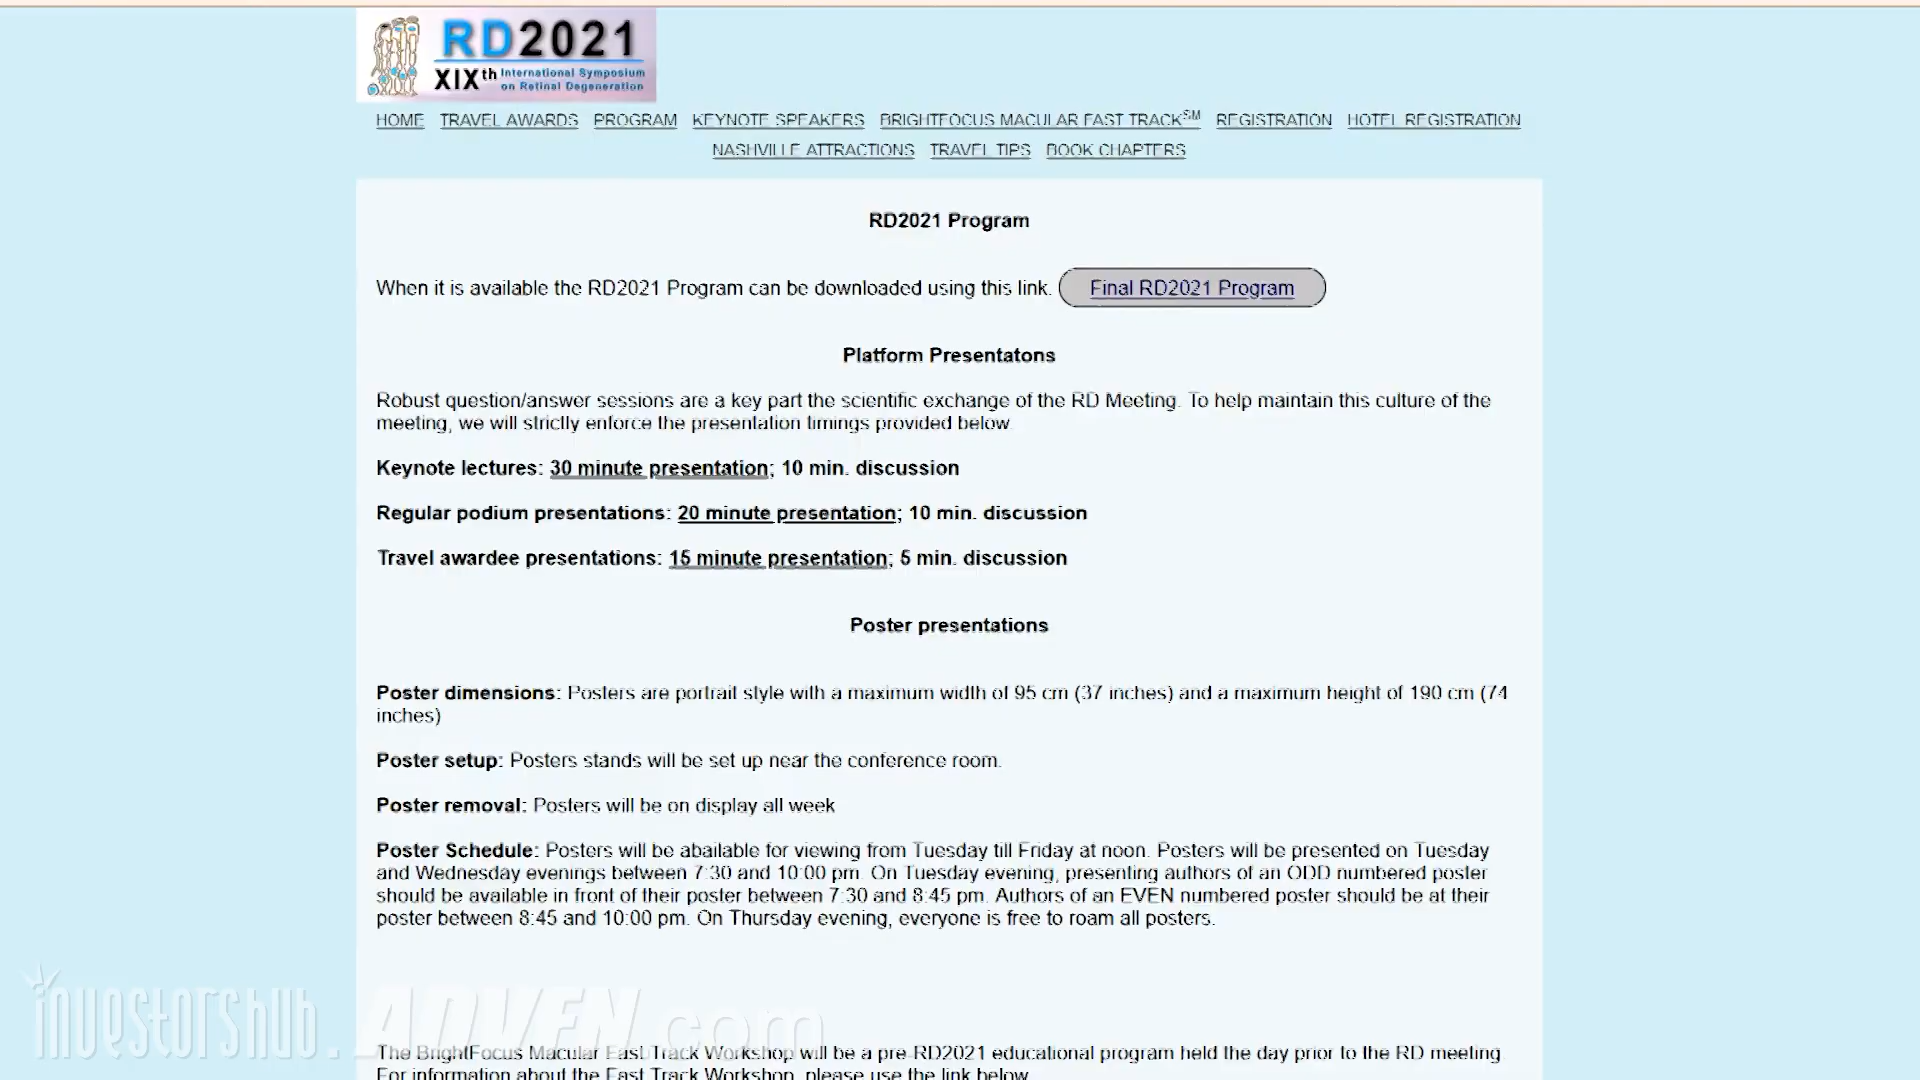 RD2021
XIXth International Symposium
on Retinal Degeneration
HOME TRAVEL AWARDS PROGRAM KEYNOTE SPEAKERS BRIGHTFOCUS MACULAR FAST TRACK℠ REGISTRATION HOTEL REGISTRATION
NASHVILLE ATTRACTIONS TRAVEL TIPS BOOK CHAPTERS
RD2021 Program
When it is available the RD2021 Program can be downloaded using this link. Final RD2021 Program
Platform Presentatons
Robust question/answer sessions are a key part the scientific exchange of the RD Meeting. To help maintain this culture of the
meeting, we will strictly enforce the presentation timings provided below.
Keynote lectures: 30 minute presentation; 10 min. discussion
Regular podium presentations: 20 minute presentation; 10 min. discussion
Travel awardee presentations: 15 minute presentation; 5 min. discussion
Poster presentations
Poster dimensions: Posters are portrait style with a maximum width of 95 cm (37 inches) and a maximum height of 190 cm (74
inches)
Poster setup: Posters stands will be set up near the conference room.
Poster removal: Posters will be on display all week
Poster Schedule: Posters will be abailable for viewing from Tuesday till Friday at noon. Posters will be presented on Tuesday
and Wednesday evenings between 7:30 and 10:00 pm. On Tuesday evening, presenting authors of an ODD numbered poster
should be available in front of their poster between 7:30 and 8:45 pm. Authors of an EVEN numbered poster should be at their
poster between 8:45 and 10:00 pm. On Thursday evening, everyone is free to roam all posters.
investorshub.ADVFN.com
The BrightFocus Macular Fast Track Workshop will be a pre-RD2021 educational program held the day prior to the RD meeting
For information about the Fast Track Workshop, please use the link below